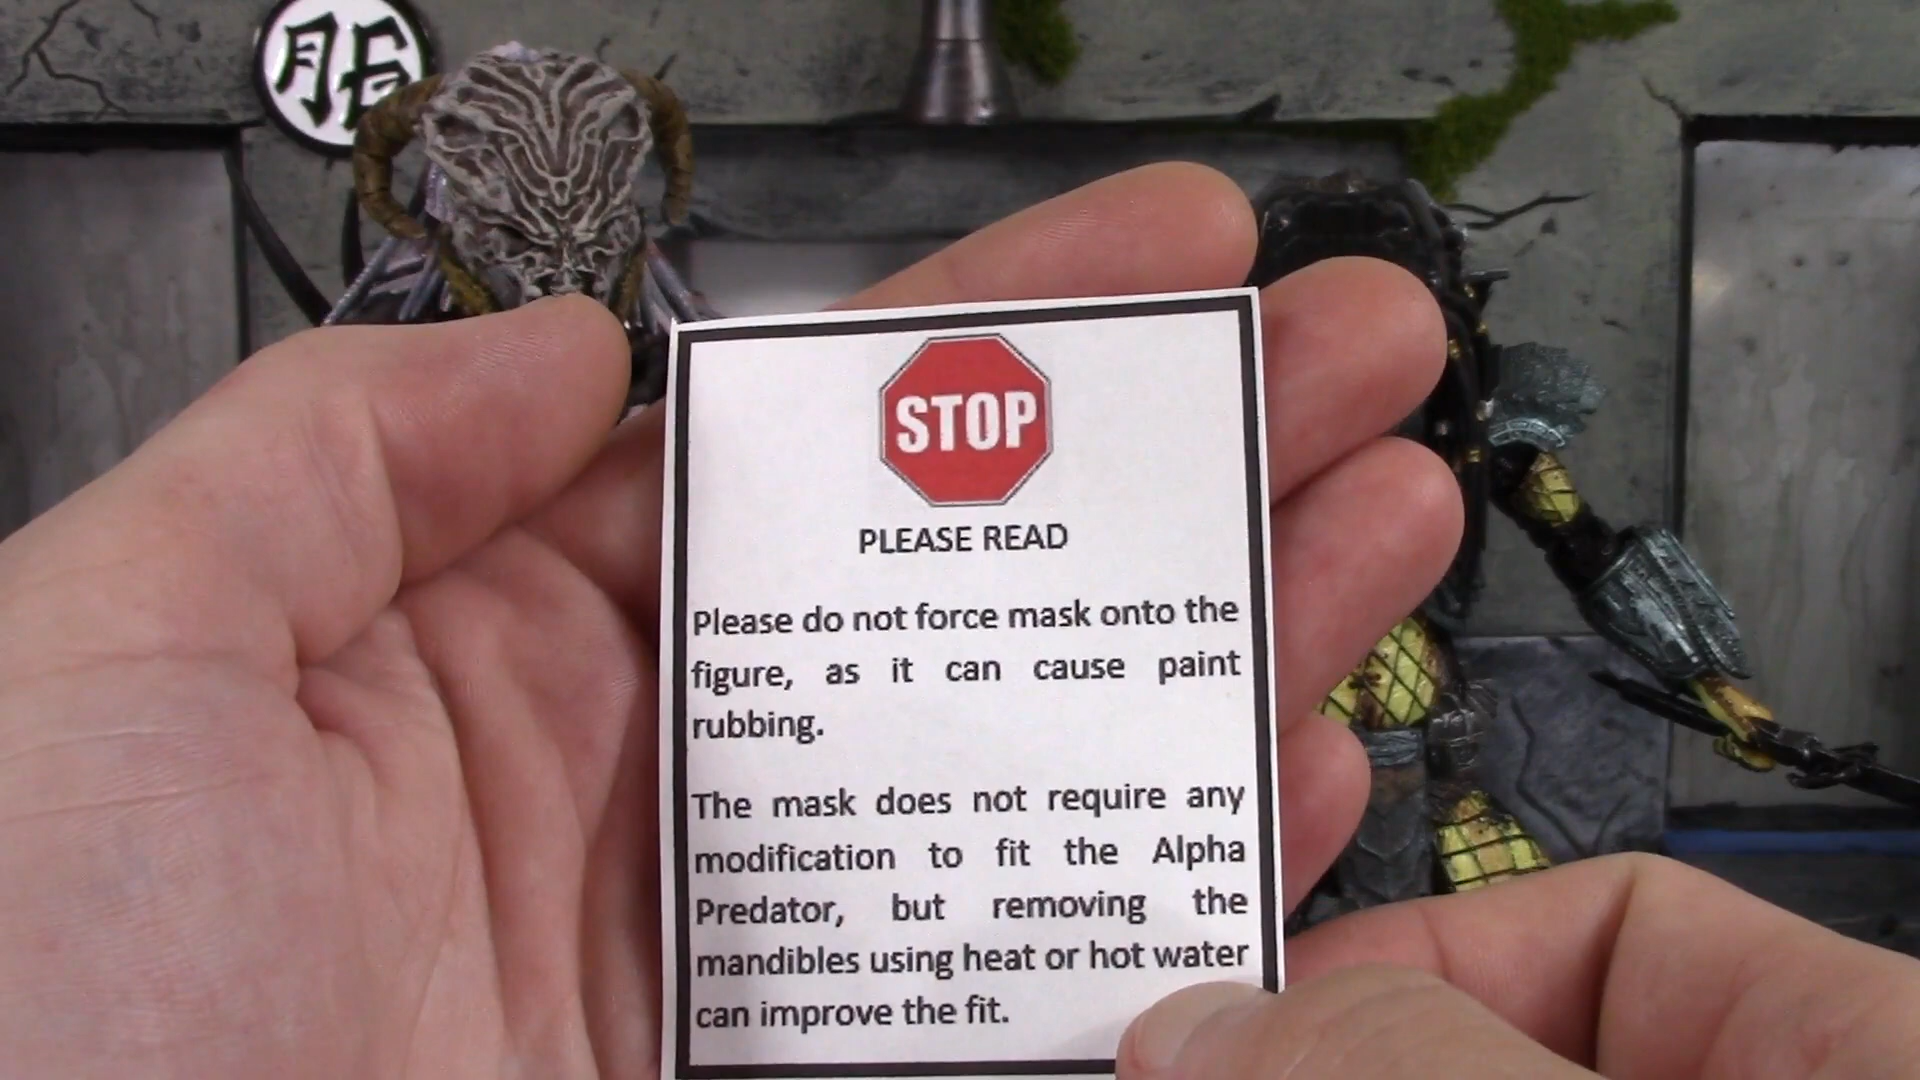 STOP
PLEASE READ
Please do not force mask onto the
figure, as it can cause paint
rubbing.
The mask does not require any
modification to fit the Alpha
Predator, but removing the
mandibles using heat or hot water
can improve the fit.